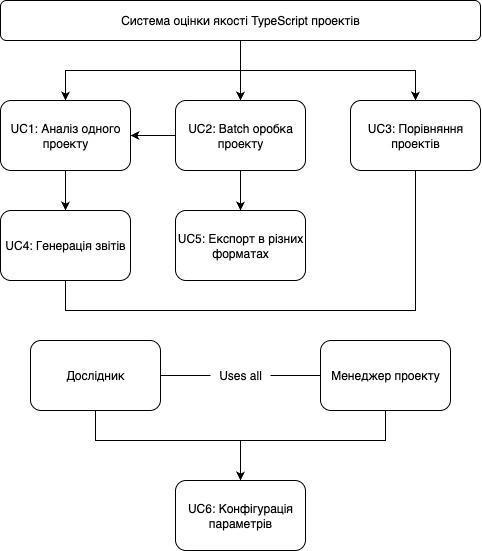 Система оцінки якості TypeScript проектів
UC1: Аналіз одного
проекту
UC2: Batch оробка
проекту
UC3: Порівняння
проектів
UC4: Генерація звітів
UC5: Експорт в різних
форматах
Дослідник
Uses all
Менеджер проекту
UC6: Конфігурація
параметрів